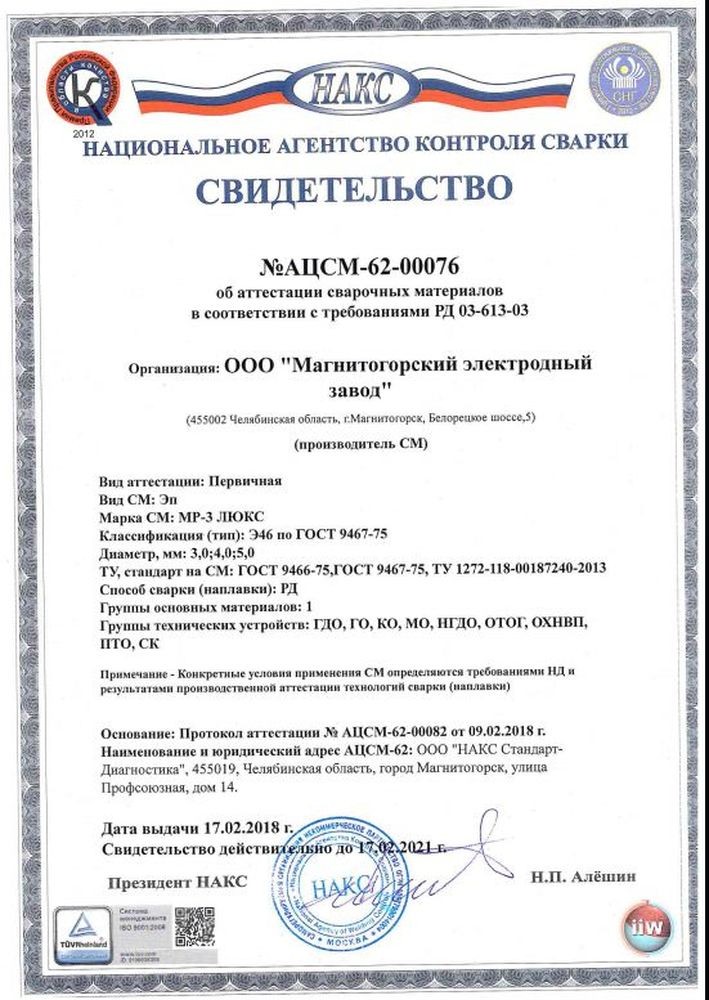 НАКС
СНГ
2012
НАЦИОНАЛЬНОЕ АГЕНТСТВО КОНТРОЛЯ СВАРКИ
СВИДЕТЕЛЬСТВО
№АЦСМ-62-00076
об аттестации сварочных материалов
в соответствии с требованиями РД 03-613-03
Организация: ООО "Магнитогорский электродный
завод"
(455002 Челябинская область, г.Магнитогорск, Белорецкое шоссе,5)
(производитель СМ)
Вид аттестации: Первичная
Вид СМ: Эп
Марка СМ: МР-3 ЛЮКС
Классификация (тип): Э46 по ГОСТ 9467-75
Диаметр, мм: 3,0;4,0;5,0
ТУ, стандарт на СМ: ГОСТ 9466-75,ГОСТ 9467-75, ТУ 1272-118-00187240-2013
Способ сварки (наплавки): РД
Группы основных материалов: 1
Группы технических устройств: ГДО, ГО, КО, МО, НГДО, ОТОГ, ОХНВП,
ПТО, СК
Примечание - Конкретные условия применения СМ определяются требованиями НД и
результатами производственной аттестации технологий сварки (наплавки)
Основание: Протокол аттестации № АЦСМ-62-00082 от 09.02.2018 г.
Наименование и юридический адрес АЦСМ-62: ООО "НАКС Стандарт-
Диагностика", 455019, Челябинская область, город Магнитогорск, улица
Профсоюзная, дом 14.
Дата выдачи 17.02.2018 г.
Свидетельство действительно до 17.02.2021 г.
Президент НАКС
Н.П. Алёшин
НАКС
МОСКВА
TÜVRheinland
Система
менеджмента
ISO 9001:2008
iiw